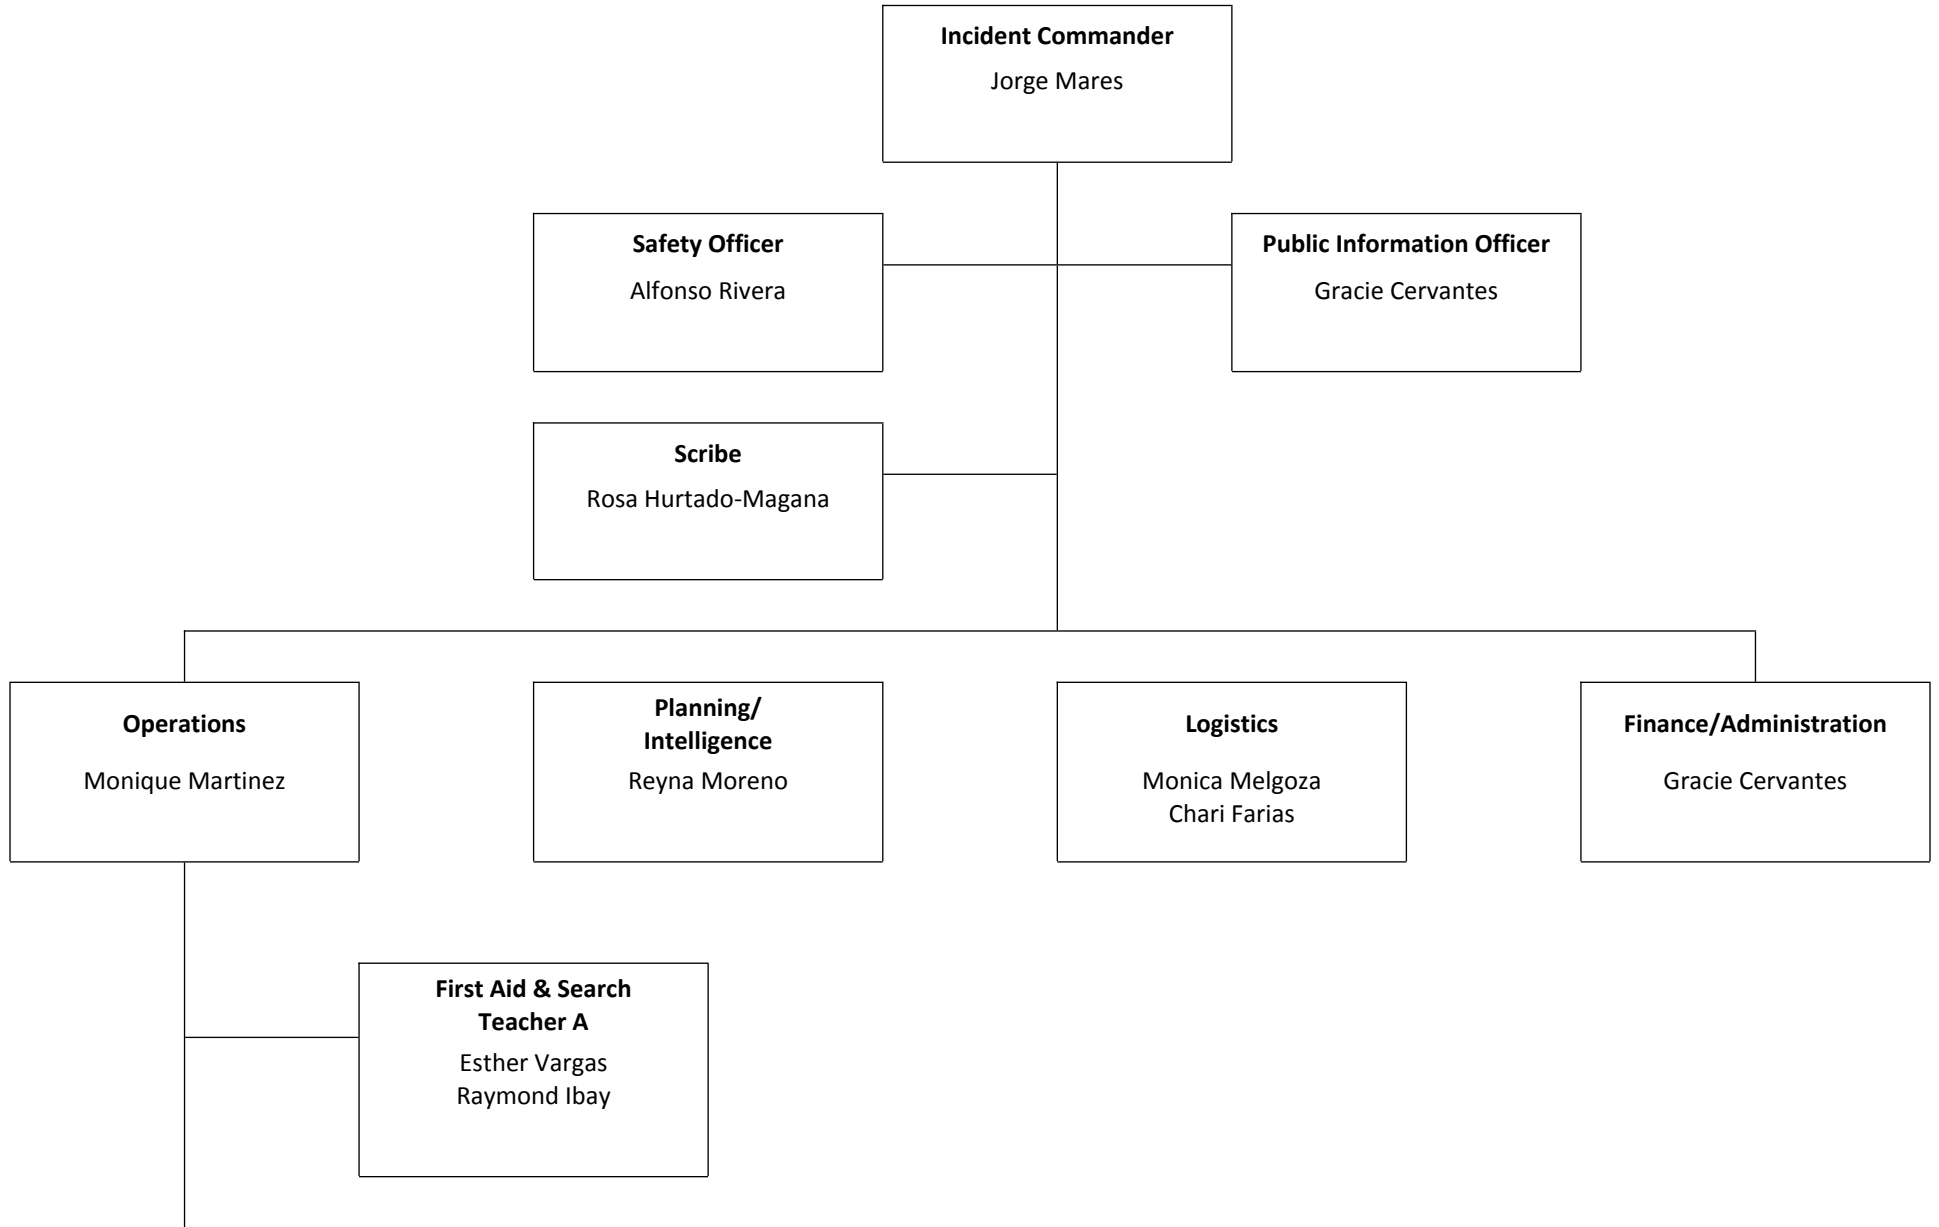 Incident Commander
Jorge Mares
Safety Officer
Alfonso Rivera
Public Information Officer
Gracie Cervantes
Scribe
Rosa Hurtado-Magana
Operations
Monique Martinez
Planning/
Intelligence
Reyna Moreno
Logistics
Monica Melgoza
Chari Farias
Finance/Administration
Gracie Cervantes
First Aid & Search
Teacher A
Esther Vargas
Raymond Ibay